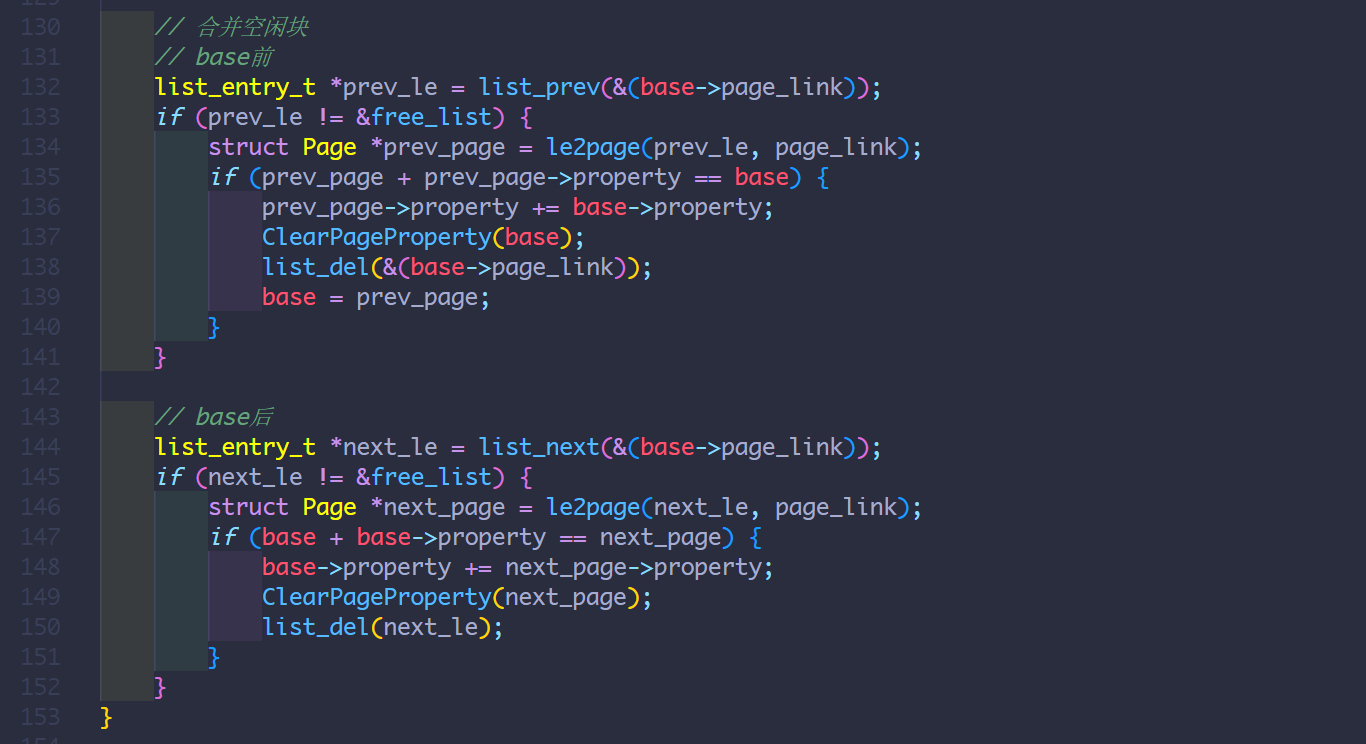 130 // 合并空闲块
131 // base前
132 list_entry_t *prev_le = list_prev(&(base->page_link));
133 if (prev_le != &free_list) {
134 struct Page *prev_page = le2page(prev_le, page_link);
135 if (prev_page + prev_page->property == base) {
136 prev_page->property += base->property;
137 ClearPageProperty(base);
138 list_del(&(base->page_link));
139 base = prev_page;
140 }
141 }
142
143 // base后
144 list_entry_t *next_le = list_next(&(base->page_link));
145 if (next_le != &free_list) {
146 struct Page *next_page = le2page(next_le, page_link);
147 if (base + base->property == next_page) {
148 base->property += next_page->property;
149 ClearPageProperty(next_page);
150 list_del(next_le);
151 }
152 }
153 }